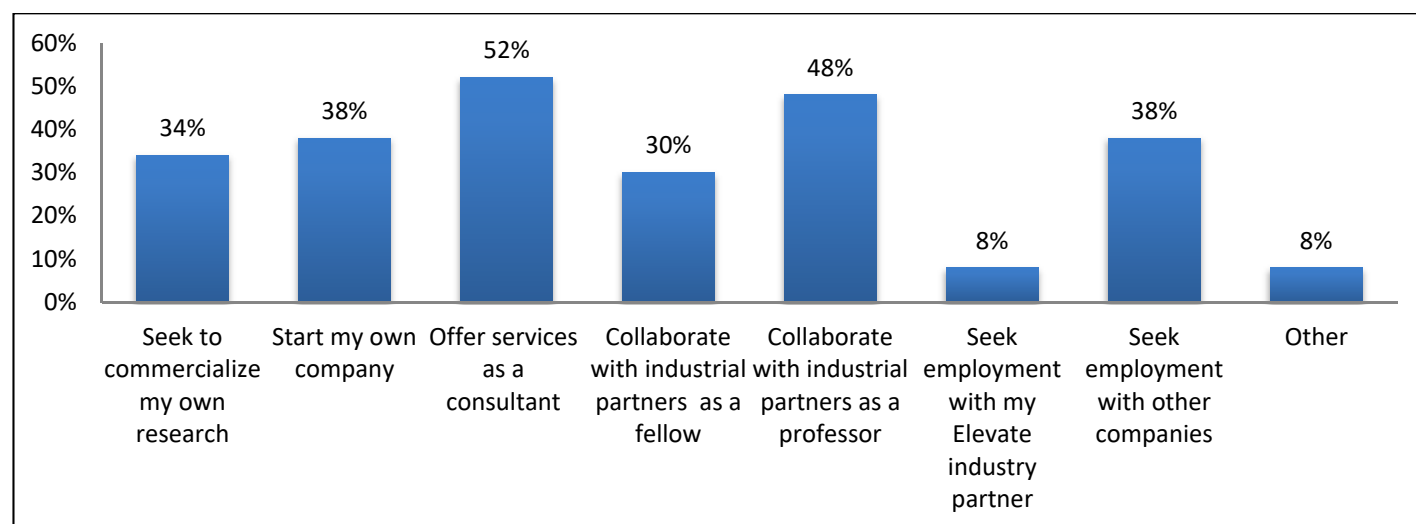 60%
50%
40%
30%
20%
10%
0%
34%
38%
52%
30%
48%
8%
38%
8%
Seek to
commercialize
my own
research
Start my own
company
Offer services
as a
consultant
Collaborate
with industrial
partners as a
fellow
Collaborate
with industrial
partners as a
professor
Seek
employment
with my
Elevate
industry
partner
Seek
employment
with other
companies
Other